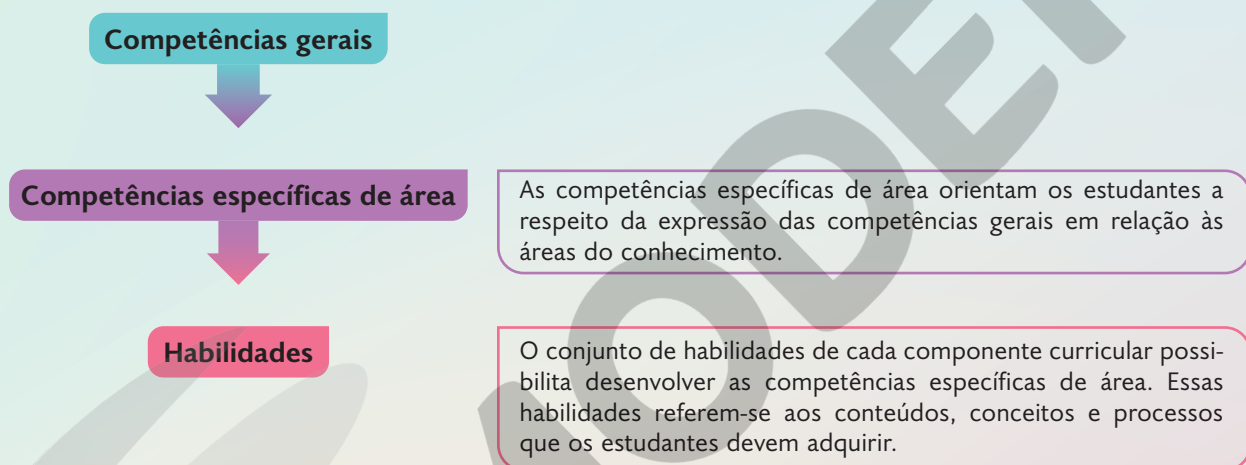 Competências gerais
Competências específicas de área
As competências específicas de área orientam os estudantes a
respeito da expressão das competências gerais em relação às
áreas do conhecimento.
Habilidades
O conjunto de habilidades de cada componente curricular possi-
bilita desenvolver as competências específicas de área. Essas
habilidades referem-se aos conteúdos, conceitos e processos
que os estudantes devem adquirir.